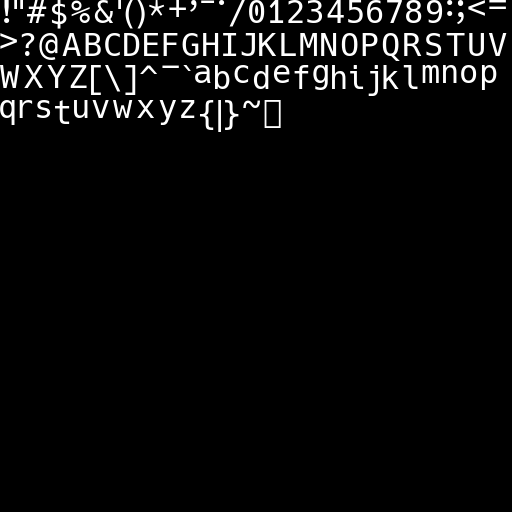 !"#$%&'()*+,-./0123456789:;<=
>?@ABCDEFGHIJKLMNOPQRSTUV
WXYZ[\]^_`abcdefghijklmnop
qrstuvwxyz{|}~